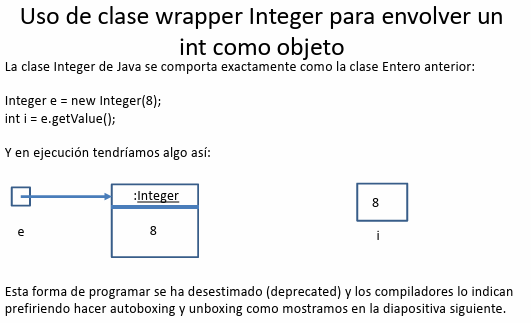 Uso de clase wrapper Integer para envolver un
int como objeto
La clase Integer de Java se comporta exactamente como la clase Entero anterior:
Integer e = new Integer(8);
int i = e.getValue();
Y en ejecución tendríamos algo así:
:Integer
8
e
8
i
Esta forma de programar se ha desestimado (deprecated) y los compiladores lo indican
prefiriendo hacer autoboxing y unboxing como mostramos en la diapositiva siguiente.